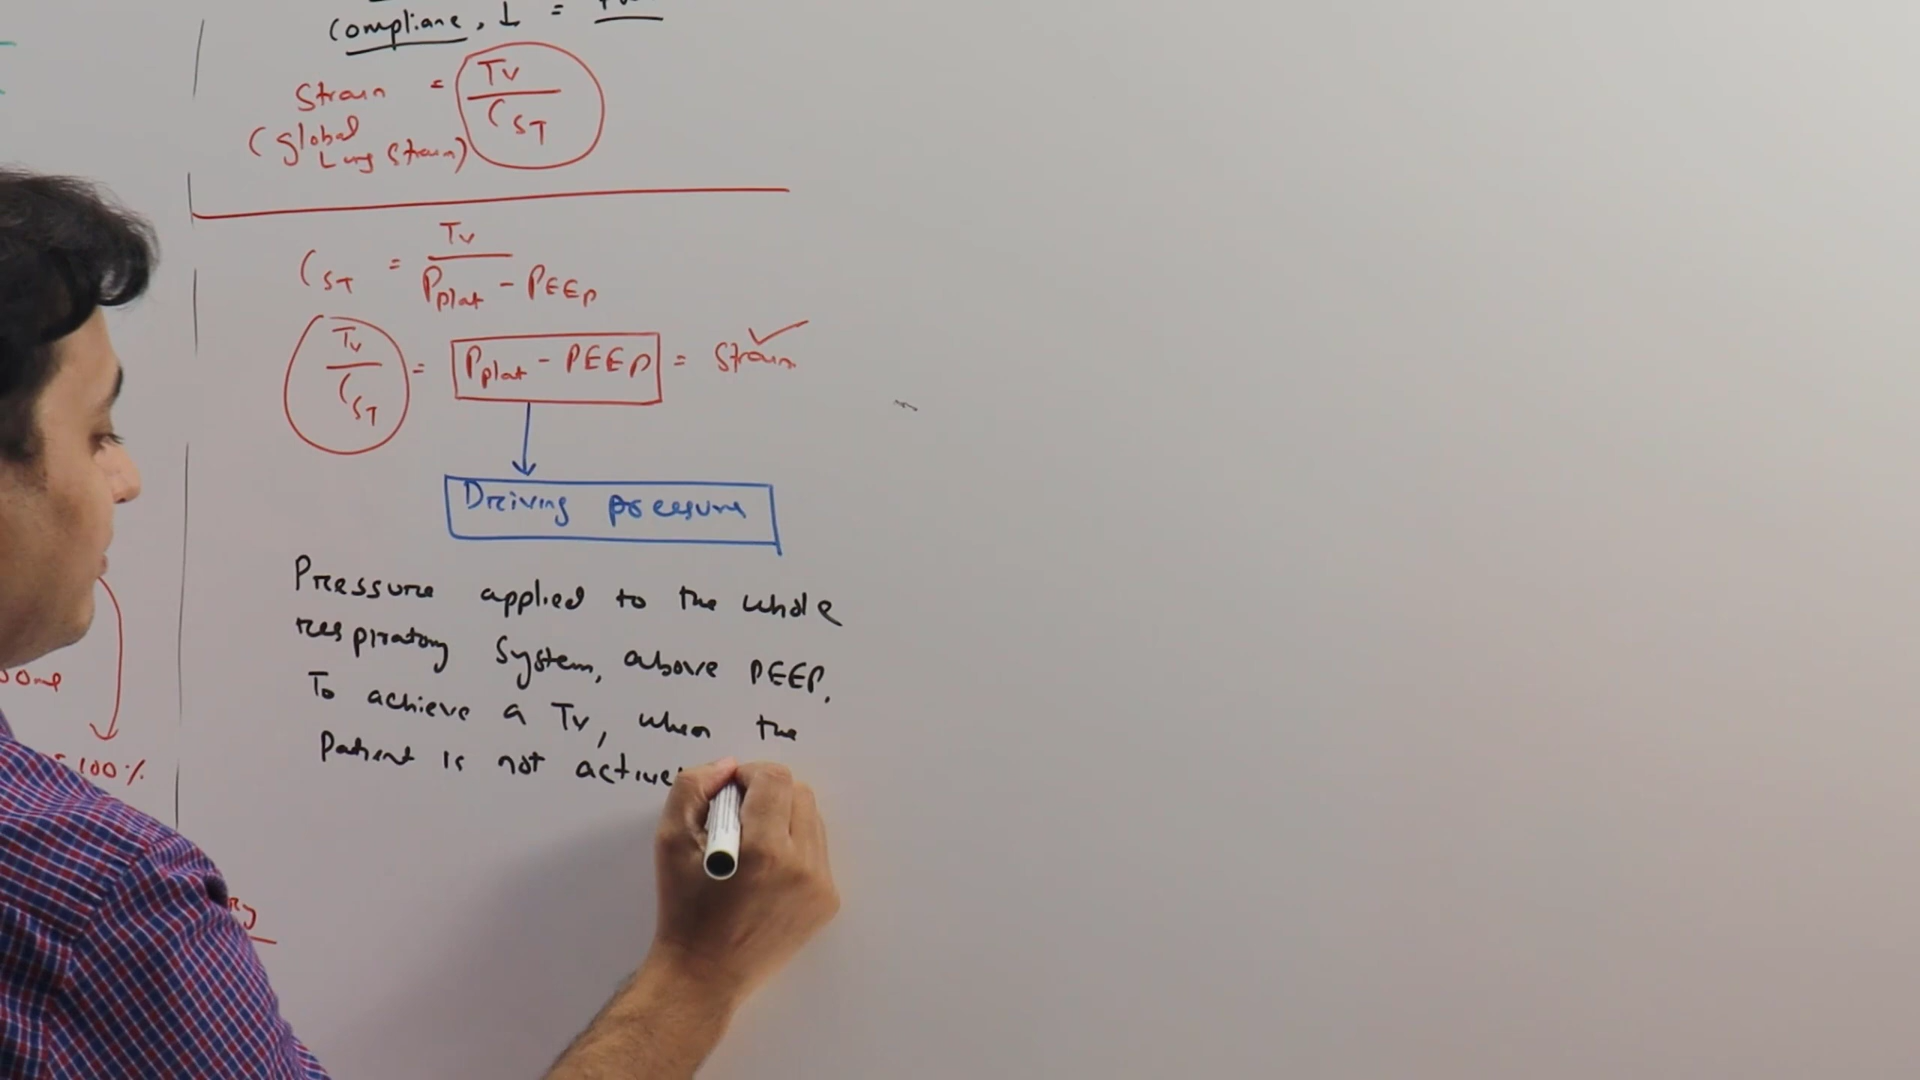 Compliane, ↓ =
Strain = Tv
CST
(global
Lung Strain)
CST = Tv
Pplat - PEEP
Tv
CST = Pplat - PEEP = Strain ✓
Driving pressure
Pressure applied to the whole
respiratory System, above PEEP.
To achieve a Tv, when the
Patient is not active
100%